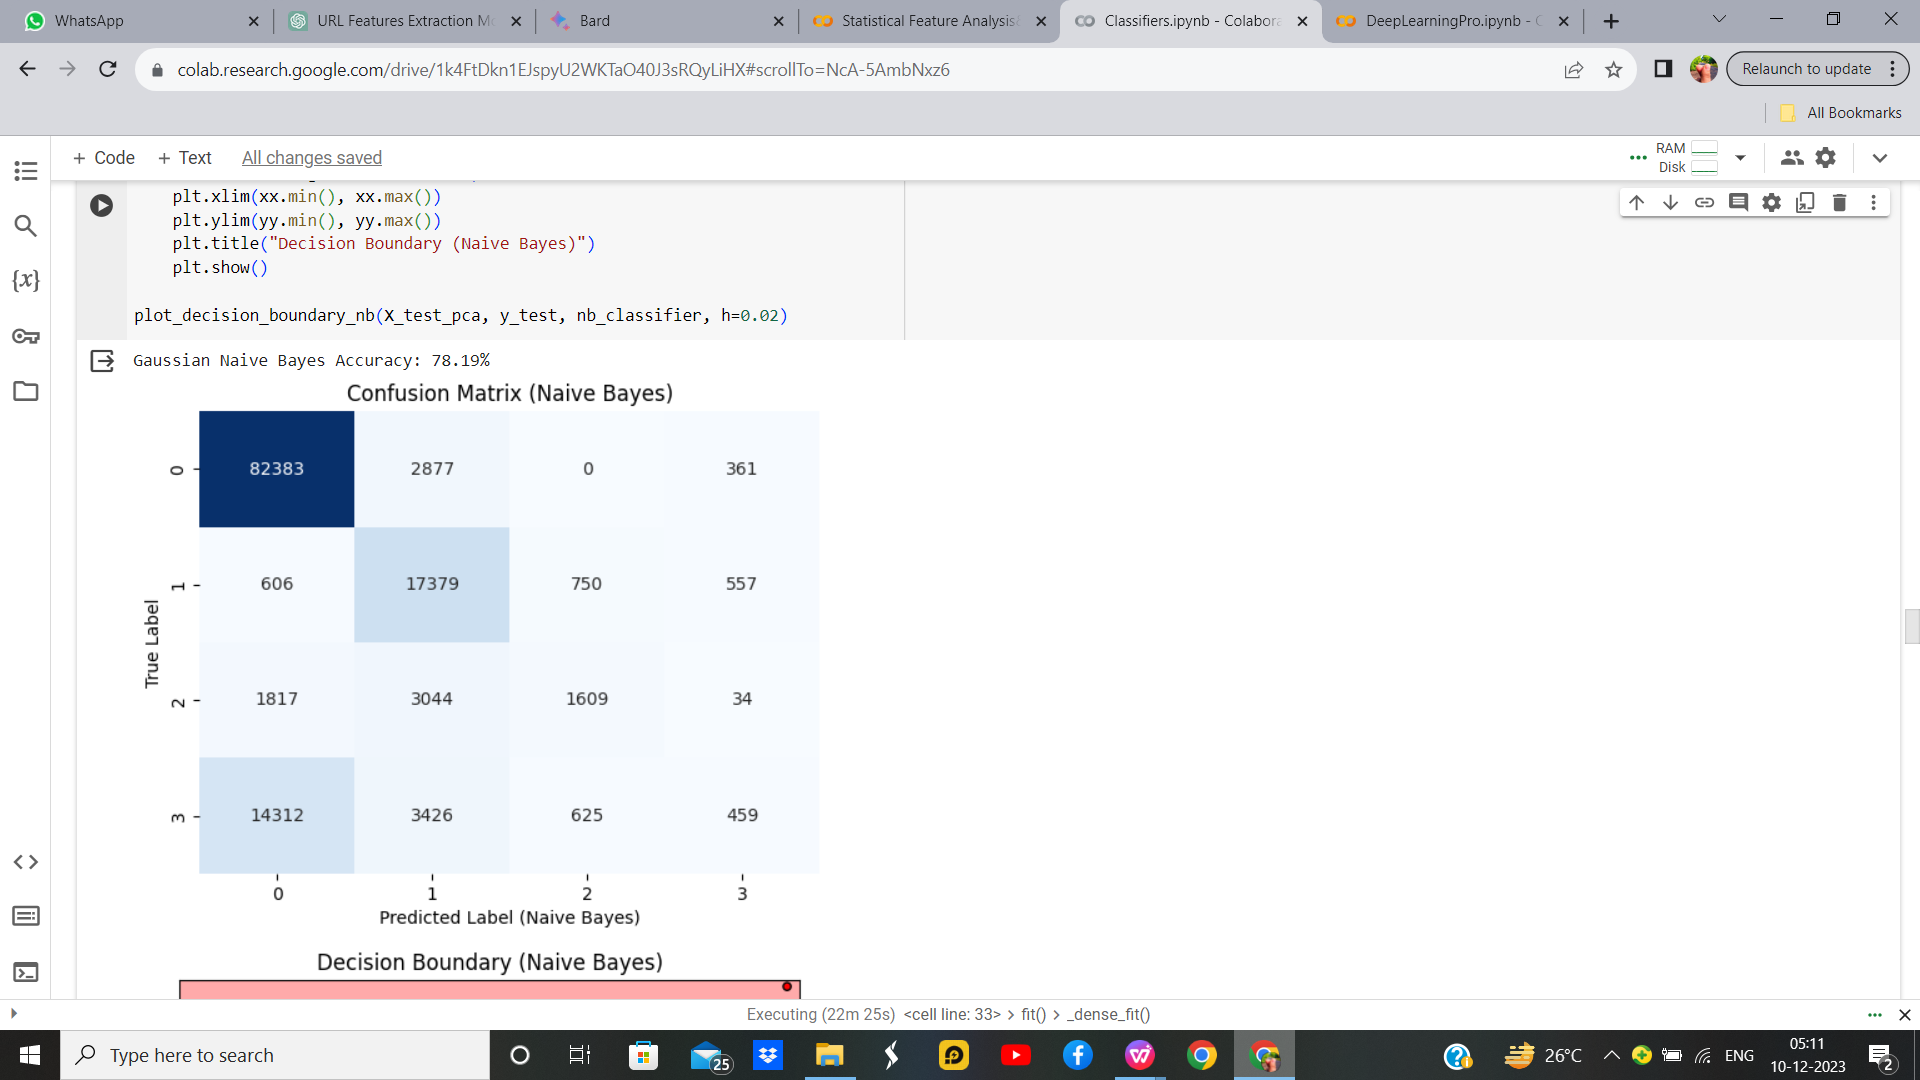 WhatsApp
URL Features Extraction Mo
Bard
Statistical Feature Analysis
Classifiers.ipynb - Colabora
DeepLearningPro.ipynb - C
colab.research.google.com/drive/1k4FtDkn1EJspyU2WKTaO40J3sRQyLiHX#scrollTo=NcA-5AmbNxz6
Relaunch to update
All Bookmarks
+ Code + Text All changes saved
RAM
Disk
plt.xlim(xx.min(), xx.max())
plt.ylim(yy.min(), yy.max())
plt.title("Decision Boundary (Naive Bayes)")
plt.show()
plot_decision_boundary_nb(X_test_pca, y_test, nb_classifier, h=0.02)
{x}
Gaussian Naive Bayes Accuracy: 78.19%
Confusion Matrix (Naive Bayes)
0 82383 2877 0 361
1 606 17379 750 557
True Label
2 1817 3044 1609 34
3 14312 3426 625 459
0 1 2 3
Predicted Label (Naive Bayes)
Decision Boundary (Naive Bayes)
Executing (22m 25s) <cell line: 33> > fit() > _dense_fit()
Type here to search
25
26°C
ENG
05:11
10-12-2023
2